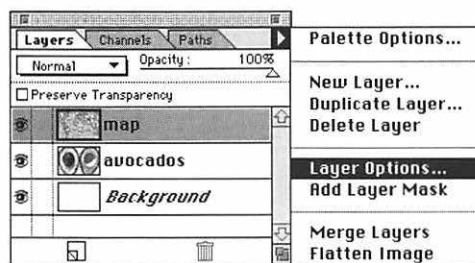 Layers Channels Paths
Normal Opacity: 100%
Preserve Transparency
map
avocados
Background
Palette Options...
New Layer...
Duplicate Layer...
Delete Layer
Layer Options...
Add Layer Mask
Merge Layers
Flatten Image